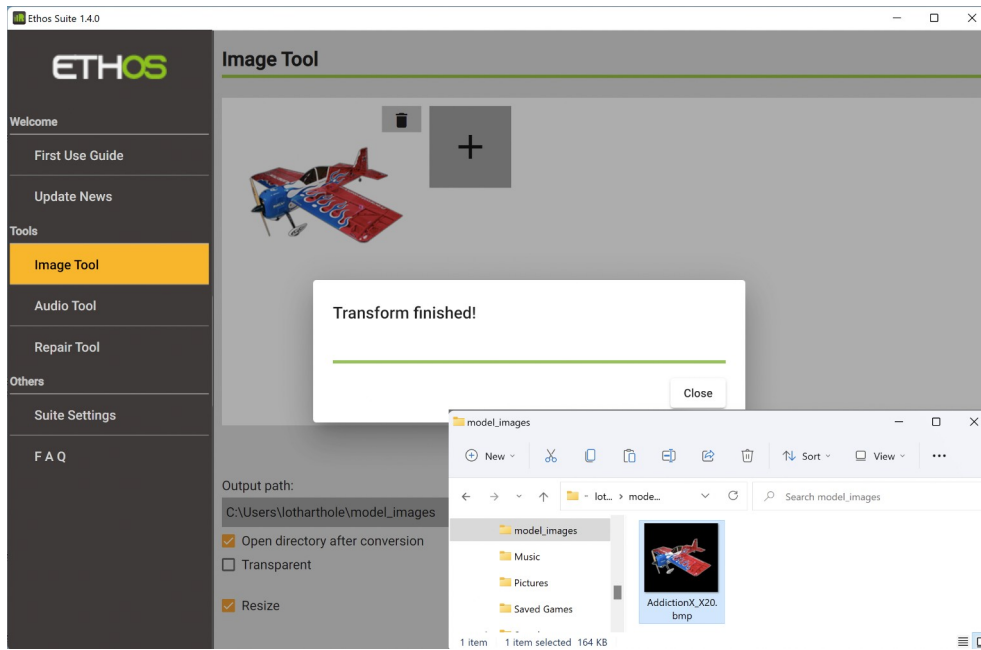 Ethos Suite 1.4.0
ETHOS
Welcome
First Use Guide
Update News
Tools
Image Tool
Audio Tool
Repair Tool
Others
Suite Settings
F A Q
Image Tool
Transform finished!
Close
Output path:
C:\Users\lotharthole\model_images
Open directory after conversion
Transparent
Resize
model_images
New
Sort
View
lot...
mode...
Search model_images
model_images
Music
Pictures
Saved Games
AddictionX_X20.
bmp
1 item
1 item selected 164 KB